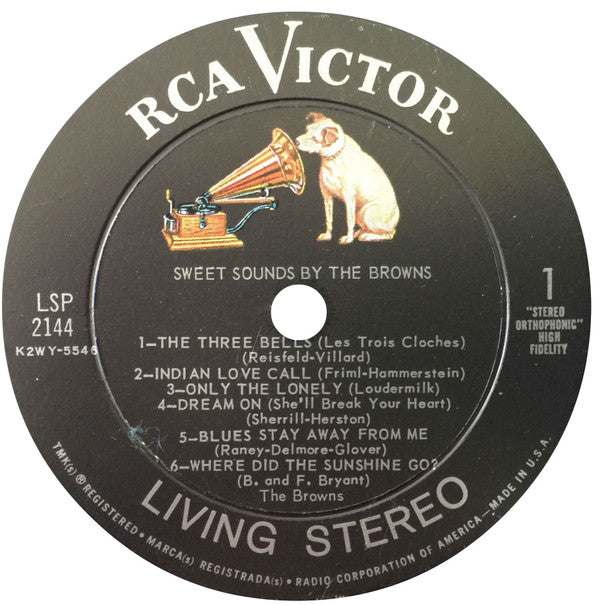 RCA VICTOR
SWEET SOUNDS BY THE BROWNS
LSP
2144
K2WY-5546
1
"STEREO
ORTHOPHONIC"
HIGH
FIDELITY
1—THE THREE BELLS (Les Trois Cloches)
(Reisfeld-Villard)
2—INDIAN LOVE CALL (Friml-Hammerstein)
3—ONLY THE LONELY (Loudermilk)
4—DREAM ON (She'll Break Your Heart)
Sherrill-Herston)
5—BLUES STAY AWAY FROM ME
(Raney-Delmore-Glover)
6—WHERE DID THE SUNSHINE GO?
(B. and F. Bryant)
The Browns
LIVING STEREO
TMK(s) ® REGISTERED • MARCA(s) REGISTRADA(s) • RADIO CORPORATION OF AMERICA—MADE IN U.S.A.